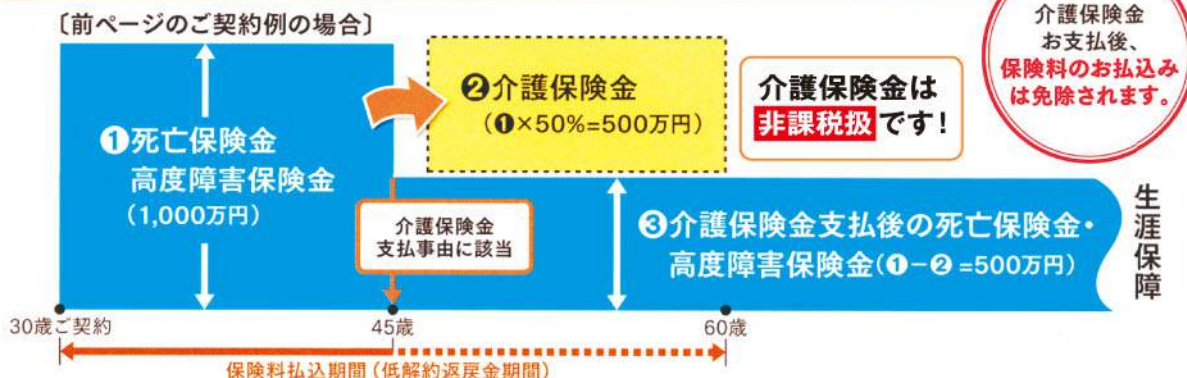 〔前ページのご契約例の場合〕
介護保険金
お支払後、
保険料のお払込み
は免除されます。
❶死亡保険金
高度障害保険金
(1,000万円)
❷介護保険金
(❶×50%=500万円)
介護保険金は
非課税扱です!
介護保険金
支払事由に該当
❸介護保険金支払後の死亡保険金・
高度障害保険金(❶−❷=500万円)
生涯保障
30歳ご契約
45歳
60歳
保険料払込期間(低解約返戻金期間)